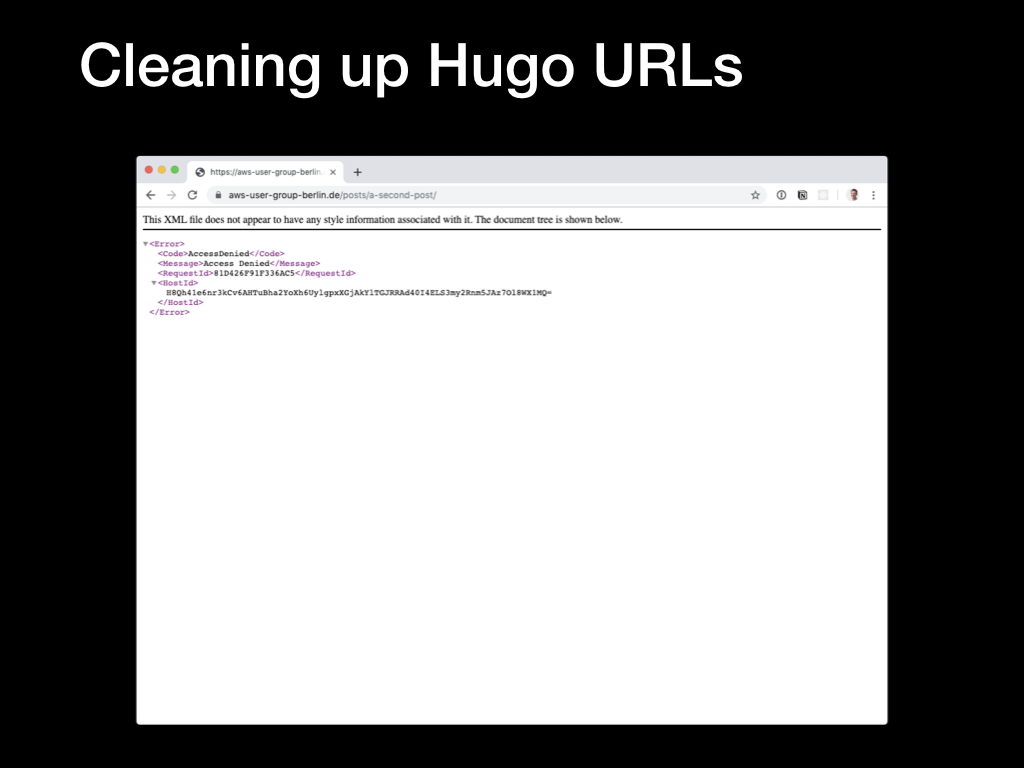 Cleaning up Hugo URLs
https://aws-user-group-berlin.
aws-user-group-berlin.de/posts/a-second-post/
This XML file does not appear to have any style information associated with it. The document tree is shown below.
<Error>
<Code>AccessDenied</Code>
<Message>Access Denied</Message>
<RequestId>81D426F91F336AC5</RequestId>
<HostId>
</HostId>
</Error>